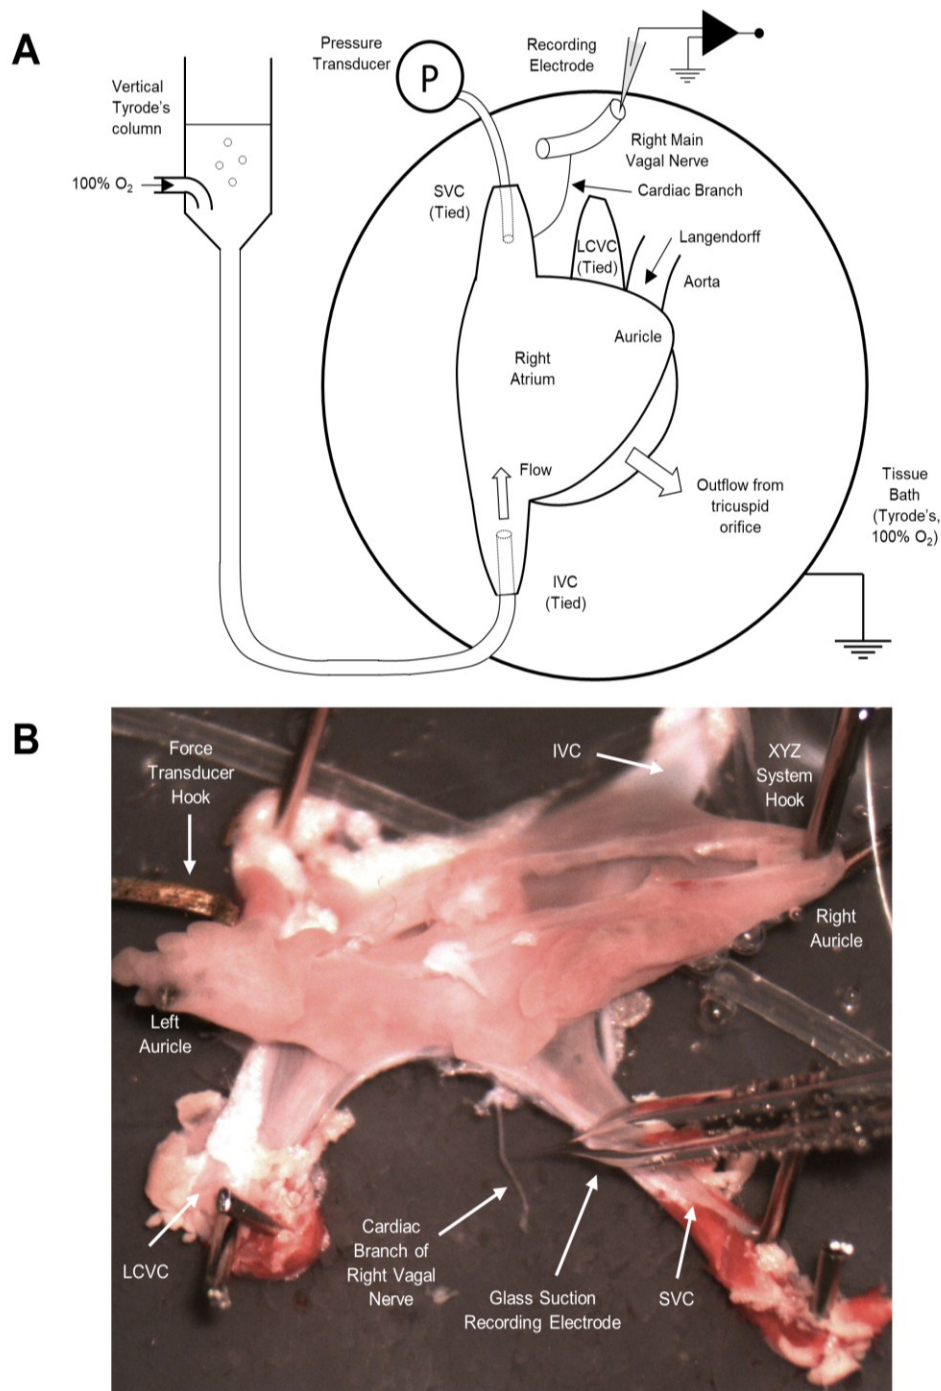 A
Pressure
Transducer
P
Recording
Electrode
Vertical
Tyrode's
column
100% O₂
Right Main
Vagal Nerve
Cardiac Branch
SVC
(Tied)
LCVC
(Tied)
Langendorff
Aorta
Auricle
Right
Atrium
Flow
Outflow from
tricuspid
orifice
Tissue
Bath
(Tyrode's,
100% O₂)
IVC
(Tied)
B
Force
Transducer
Hook
IVC
XYZ
System
Hook
Right
Auricle
Left
Auricle
LCVC
Cardiac
Branch of
Right Vagal
Nerve
Glass Suction
Recording Electrode
SVC